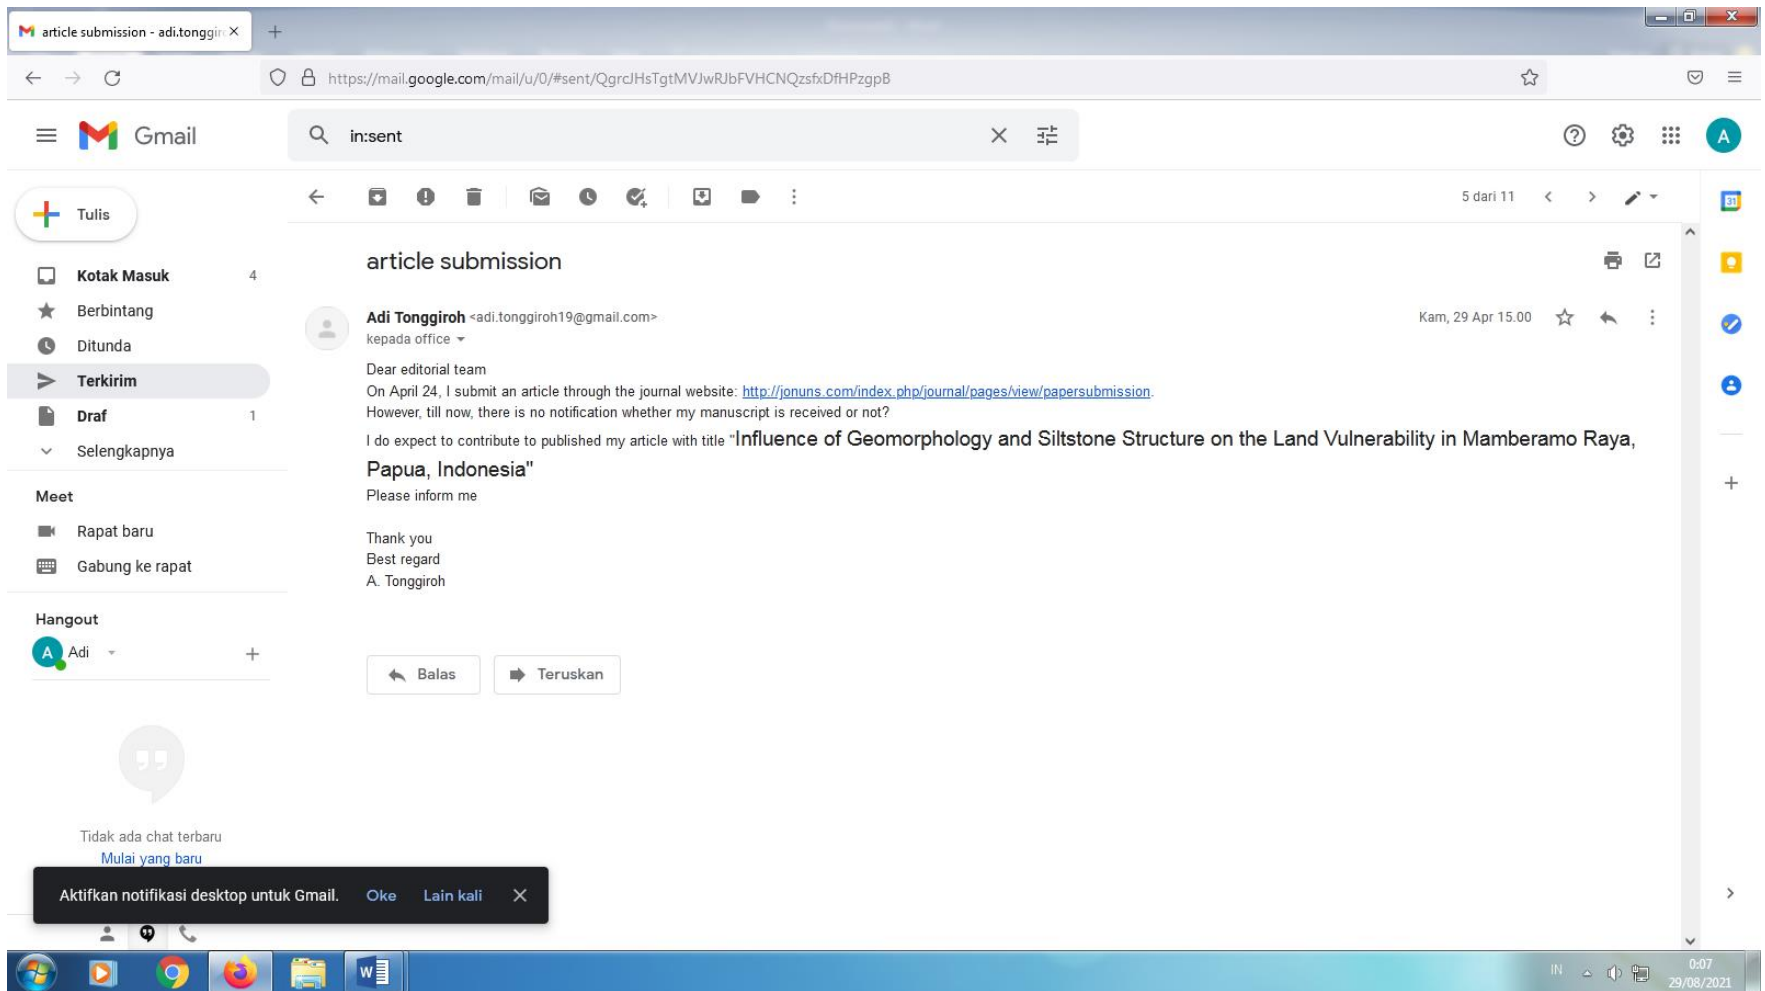 article submission - adi.tonggiro
https://mail.google.com/mail/u/0/#sent/QgrcJHsTgtMVJwRJbFVHCNQzsfxDfHPzgpB
Gmail
in:sent
A
Tulis
5 dari 11
31
Kotak Masuk 4
Berbintang
Ditunda
Terkirim
Draf 1
Selengkapnya
Meet
Rapat baru
Gabung ke rapat
Hangout
A Adi
Tidak ada chat terbaru
Mulai yang baru
article submission
Adi Tonggiroh <adi.tonggiroh19@gmail.com>
Kam, 29 Apr 15.00
kepada office
Dear editorial team
On April 24, I submit an article through the journal website: http://jonuns.com/index.php/journal/pages/view/papersubmission.
However, till now, there is no notification whether my manuscript is received or not?
I do expect to contribute to published my article with title "Influence of Geomorphology and Siltstone Structure on the Land Vulnerability in Mamberamo Raya,
Papua, Indonesia"
Please inform me
Thank you
Best regard
A. Tonggiroh
Balas
Teruskan
Aktifkan notifikasi desktop untuk Gmail. Oke Lain kali
W
IN
0:07
29/08/2021